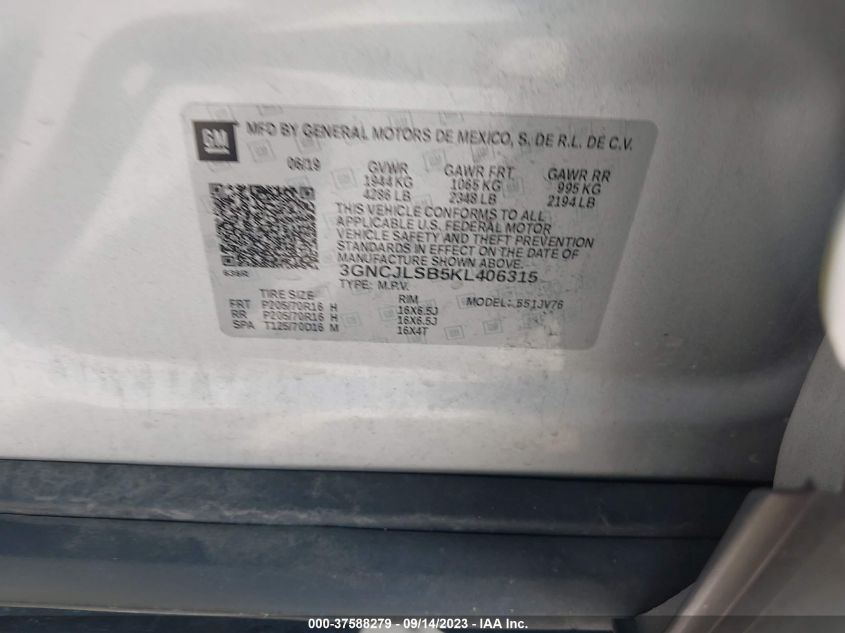 GM
MFD BY GENERAL MOTORS DE MEXICO, S. DE R.L. DE C.V.
06/19 GVWR GAWR FRT GAWR RR
1944 KG 1065 KG 995 KG
4286 LB 2348 LB 2194 LB
THIS VEHICLE CONFORMS TO ALL
APPLICABLE U.S. FEDERAL MOTOR
VEHICLE SAFETY AND THEFT PREVENTION
STANDARDS IN EFFECT ON THE DATE OF
MANUFACTURE SHOWN ABOVE.
3GNCJLSB5KL406315
TYPE: M.P.V.
TIRE SIZE RIM MODEL:
FRT P205/70R16 H 16X6.5J
RR P205/70R16 H 16X6.5J
SPA T125/70D16 M 16X4T
000-37588279 - 09/14/2023 - © IAA, Inc.